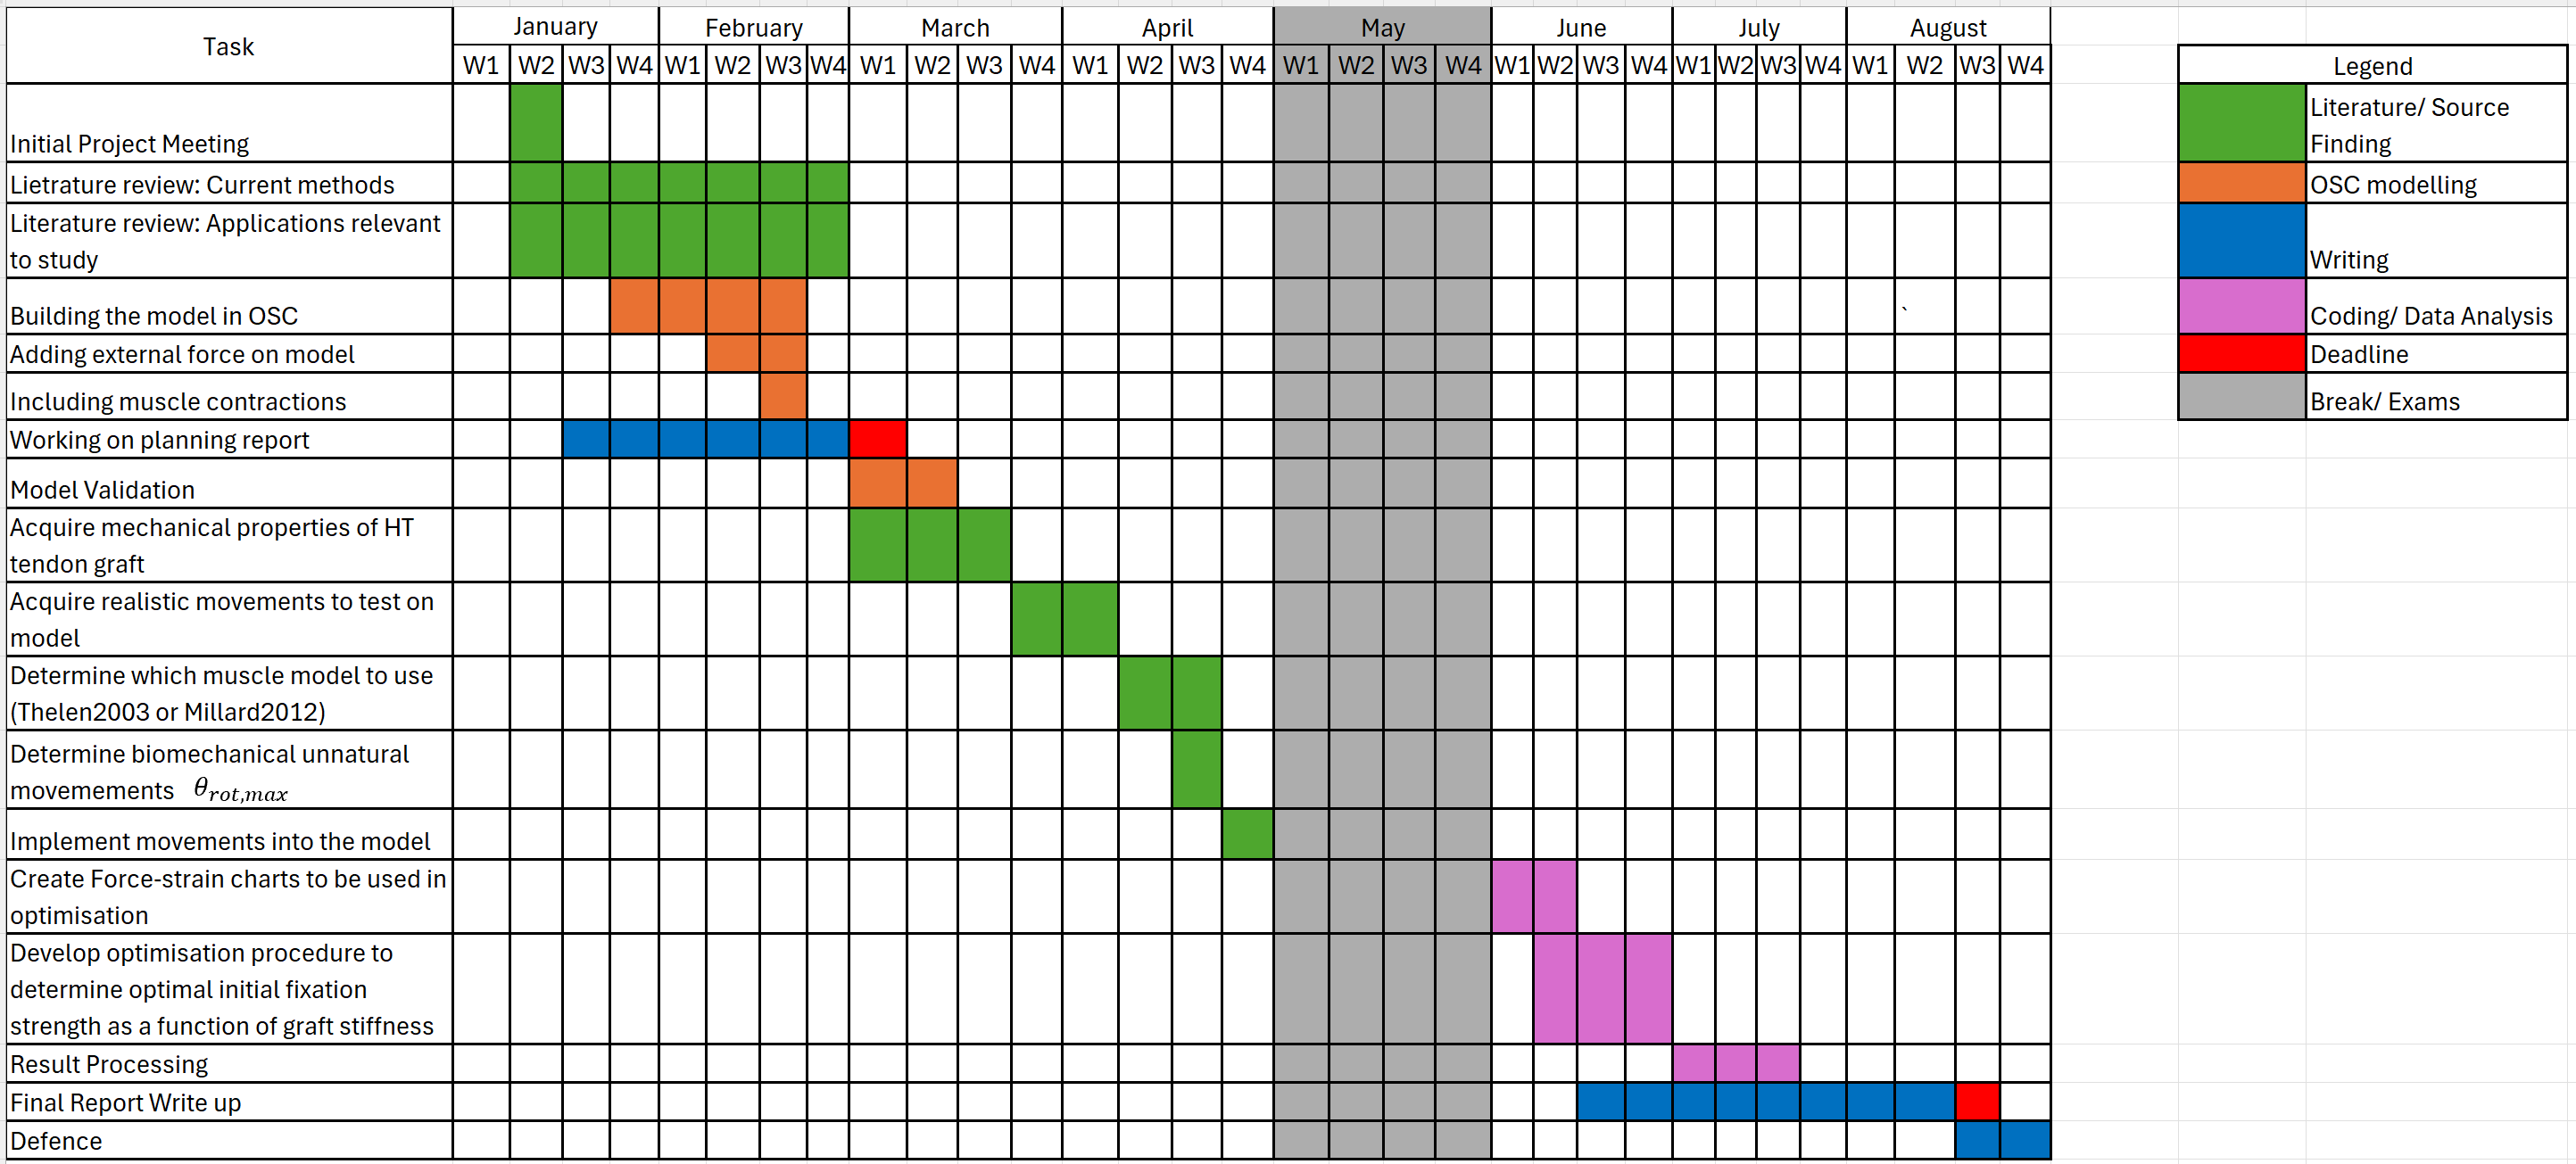 Task
January February March April May June July August
W1 W2 W3 W4 W1 W2 W3 W4 W1 W2 W3 W4 W1 W2 W3 W4 W1 W2 W3 W4 W1 W2 W3 W4 W1 W2 W3 W4 W1 W2 W3 W4
Initial Project Meeting
Lietrature review: Current methods
Literature review: Applications relevant
to study
Building the model in OSC
`
Adding external force on model
Including muscle contractions
Working on planning report
Model Validation
Acquire mechanical properties of HT
tendon graft
Acquire realistic movements to test on
model
Determine which muscle model to use
(Thelen2003 or Millard2012)
Determine biomechanical unnatural
movemements θrot,max
Implement movements into the model
Create Force-strain charts to be used in
optimisation
Develop optimisation procedure to
determine optimal initial fixation
strength as a function of graft stiffness
Result Processing
Final Report Write up
Defence
Legend
Literature/ Source
Finding
OSC modelling
Writing
Coding/ Data Analysis
Deadline
Break/ Exams